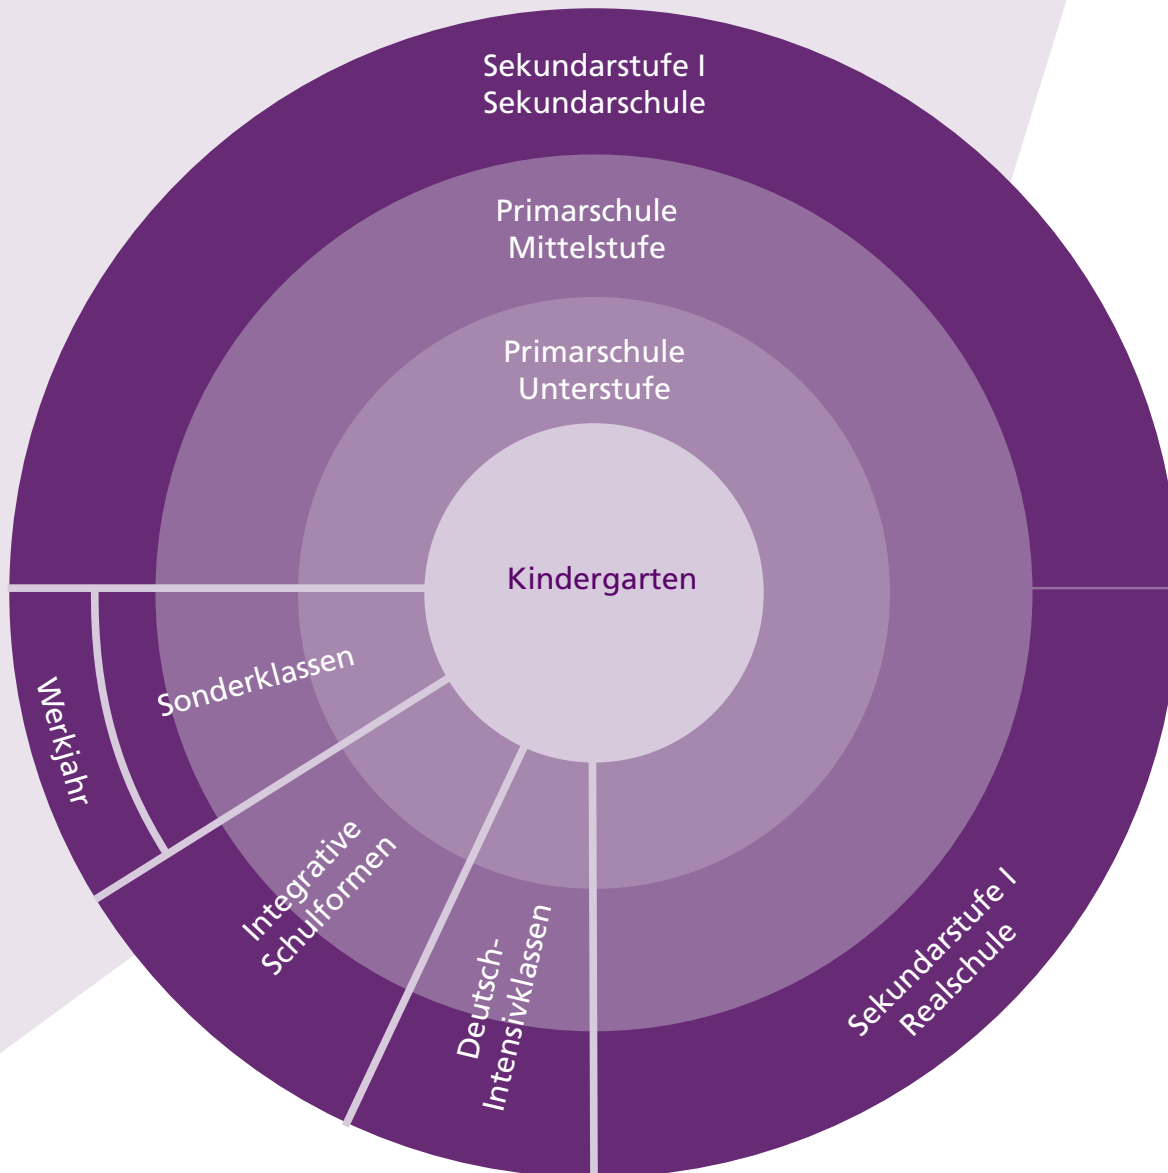 Sekundarstufe I
Sekundarschule
Primarschule
Mittelstufe
Primarschule
Unterstufe
Kindergarten
Sonderklassen
Werkjahr
Integrative
Schulformen
Deutsch-
Intensivklassen
Sekundarstufe I
Realschule